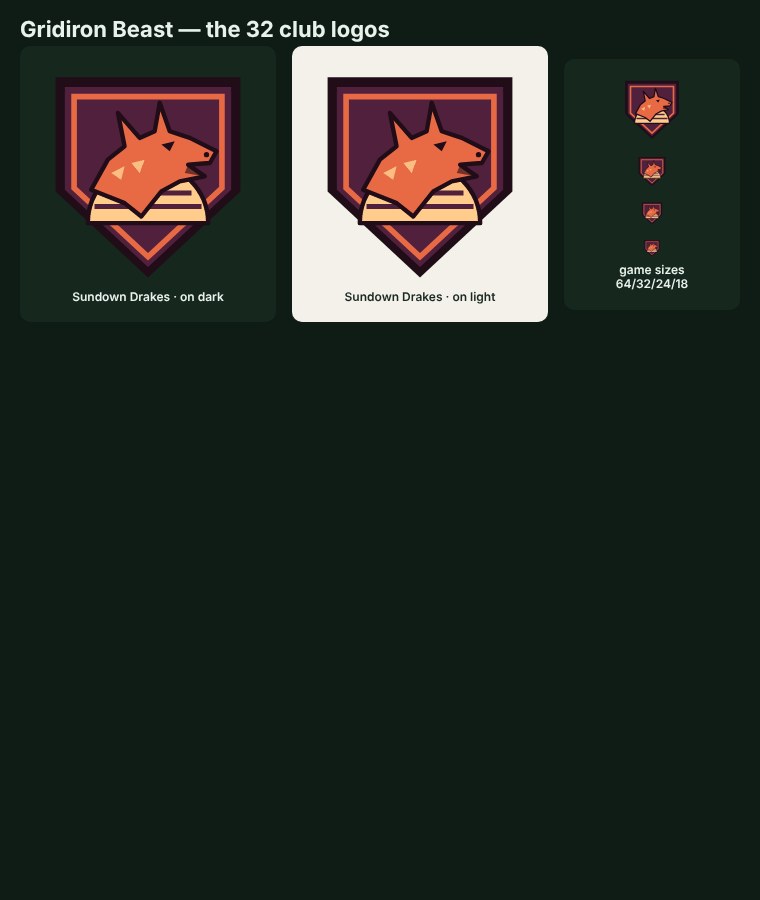 Gridiron Beast — the 32 club logos
Sundown Drakes · on dark
Sundown Drakes · on light
game sizes
64/32/24/18